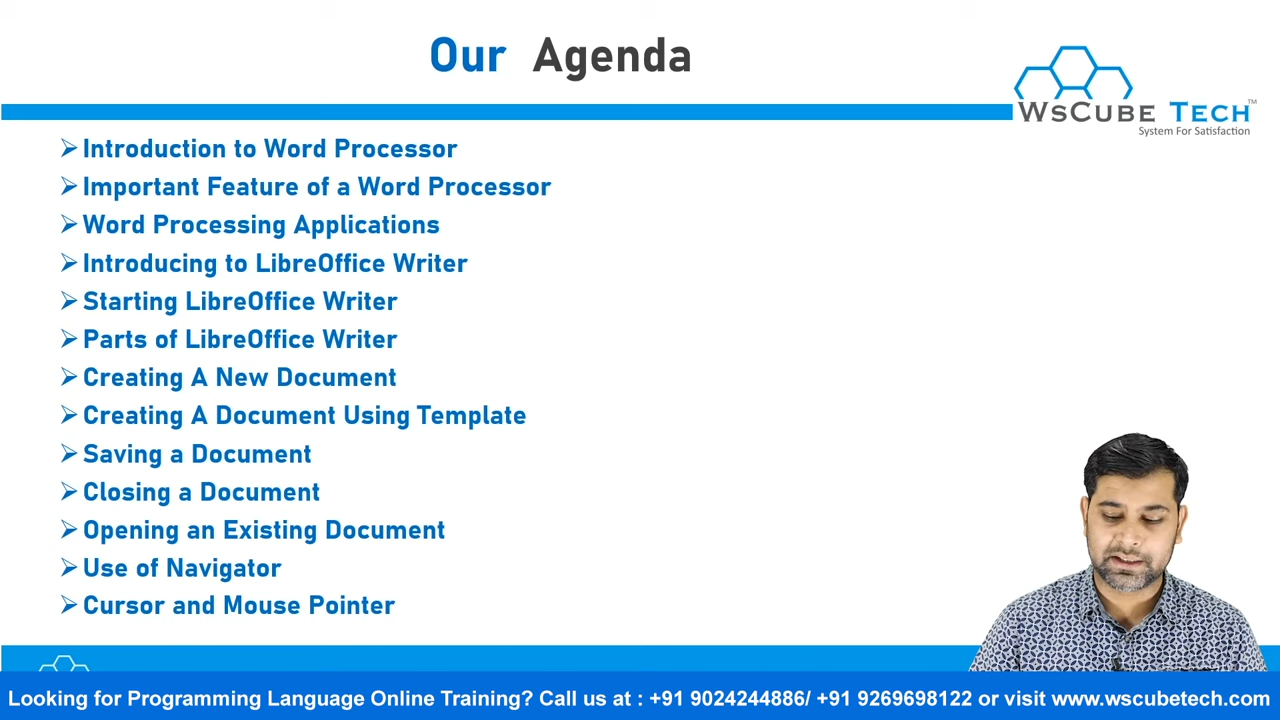 Our Agenda
WsCube Tech™
System For Satisfaction
Introduction to Word Processor
Important Feature of a Word Processor
Word Processing Applications
Introducing to LibreOffice Writer
Starting LibreOffice Writer
Parts of LibreOffice Writer
Creating A New Document
Creating A Document Using Template
Saving a Document
Closing a Document
Opening an Existing Document
Use of Navigator
Cursor and Mouse Pointer
Looking for Programming Language Online Training? Call us at : +91 9024244886/ +91 9269698122 or visit www.wscubetech.com